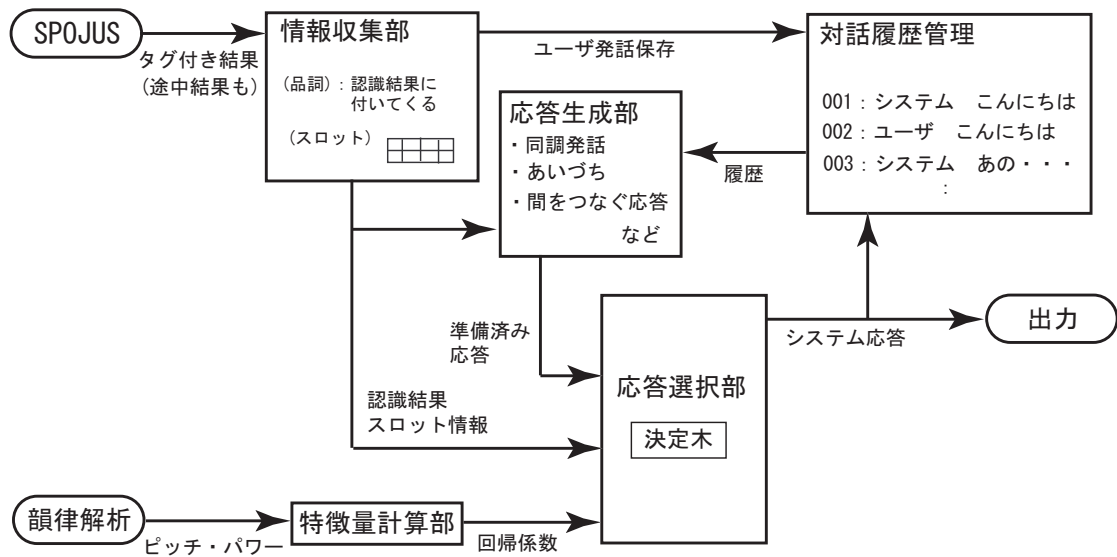 SPOJUS
タグ付き結果
(途中結果も)
情報収集部
(品詞):認識結果に
付いてくる
(スロット)
ユーザ発話保存
対話履歴管理
001:システム　こんにちは
002:ユーザ　こんにちは
003:システム　あの・・・
:
応答生成部
・同調発話
・あいづち
・間をつなぐ応答
など
履歴
準備済み
応答
認識結果
スロット情報
応答選択部
決定木
システム応答
出力
韻律解析
ピッチ・パワー
特徴量計算部
回帰係数